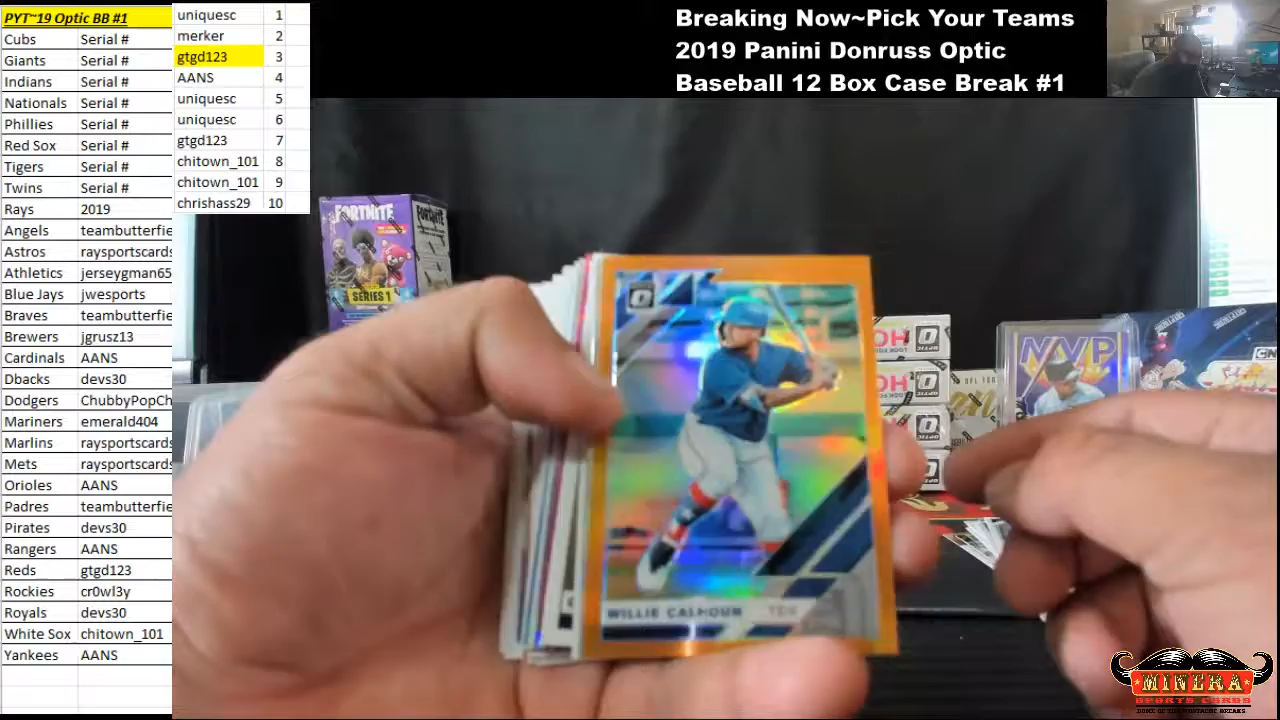 PYT~19 Optic BB #1
Cubs Serial #
Giants Serial #
Indians Serial #
Nationals Serial #
Phillies Serial #
Red Sox Serial #
Tigers Serial #
Twins Serial #
Rays 2019
Angels teambutterfie
Astros raysportscards
Athletics jerseygman65
Blue Jays jwesports
Braves teambutterfie
Brewers jgrusz13
Cardinals AANS
Dbacks devs30
Dodgers ChubbyPopCh
Mariners emerald404
Marlins raysportscards
Mets raysportscards
Orioles AANS
Padres teambutterfie
Pirates devs30
Rangers AANS
Reds gtgd123
Rockies cr0wl3y
Royals devs30
White Sox chitown_101
Yankees AANS
uniquesc 1
merker 2
gtgd123 3
AANS 4
uniquesc 5
uniquesc 6
gtgd123 7
chitown_101 8
chitown_101 9
chrishass29 10
Breaking Now~Pick Your Teams
2019 Panini Donruss Optic
Baseball 12 Box Case Break #1
FORTNITE
SERIES 1
MVP
WILLIE CALHOUN TEX
MINERA
SPORTS CARDS